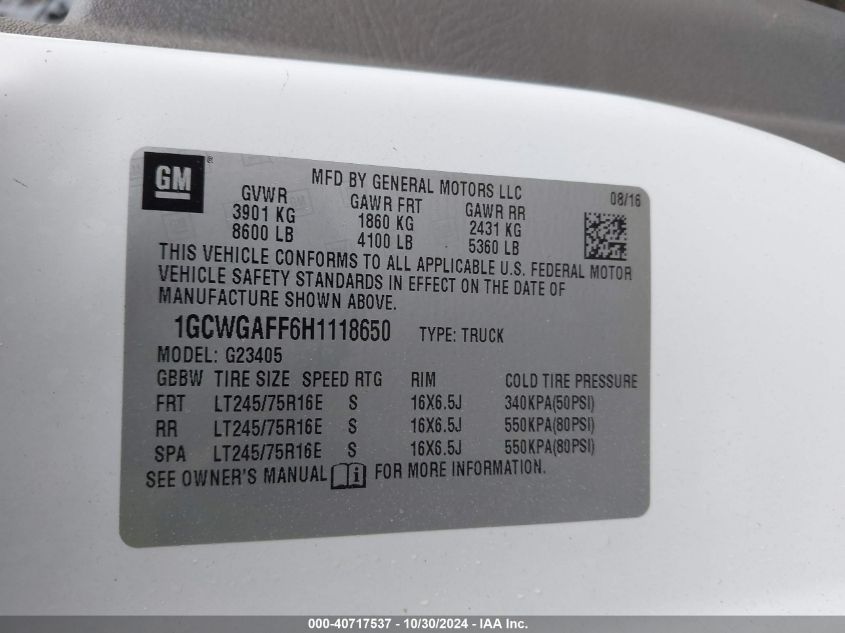 GM®
MFD BY GENERAL MOTORS LLC
08/16
GVWR GAWR FRT GAWR RR
3901 KG 1860 KG 2431 KG
8600 LB 4100 LB 5360 LB
THIS VEHICLE CONFORMS TO ALL APPLICABLE U.S. FEDERAL MOTOR
VEHICLE SAFETY STANDARDS IN EFFECT ON THE DATE OF
MANUFACTURE SHOWN ABOVE.
1GCWGAFF6H1118650 TYPE: TRUCK
MODEL: G23405
GBBW TIRE SIZE SPEED RTG RIM COLD TIRE PRESSURE
FRT LT245/75R16E S 16X6.5J 340KPA(50PSI)
RR LT245/75R16E S 16X6.5J 550KPA(80PSI)
SPA LT245/75R16E S 16X6.5J 550KPA(80PSI)
SEE OWNER'S MANUAL i FOR MORE INFORMATION.
000-40717537 - 10/30/2024 - IAA Inc.